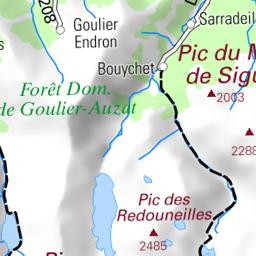 208
Goulier
Endron
Sarradeil
Bouychet
Pic du M
de Sigu
2003
Forêt Dom.
de Goulier-Auzat
2288
Pic des
Redouneilles
2485